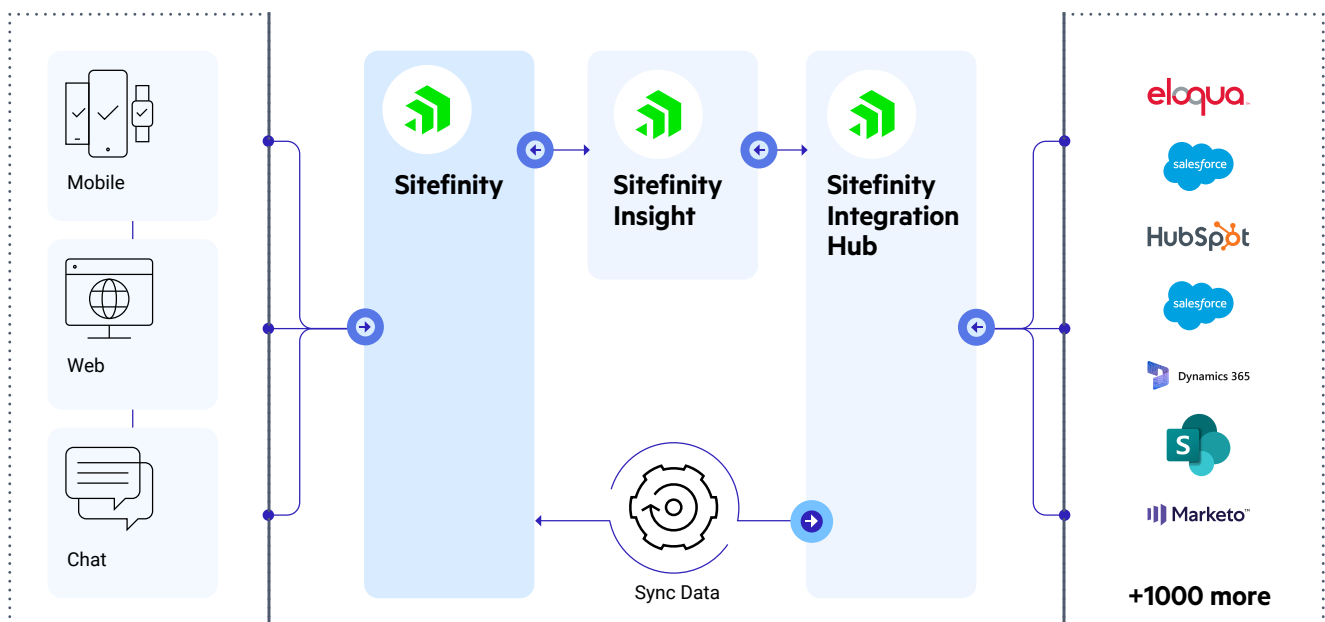 Mobile
Web
Chat
Sitefinity
Sitefinity
Insight
Sitefinity
Integration
Hub
Sync Data
eloqua
salesforce
HubSpot
salesforce
Dynamics 365
S
Marketo™
+1000 more